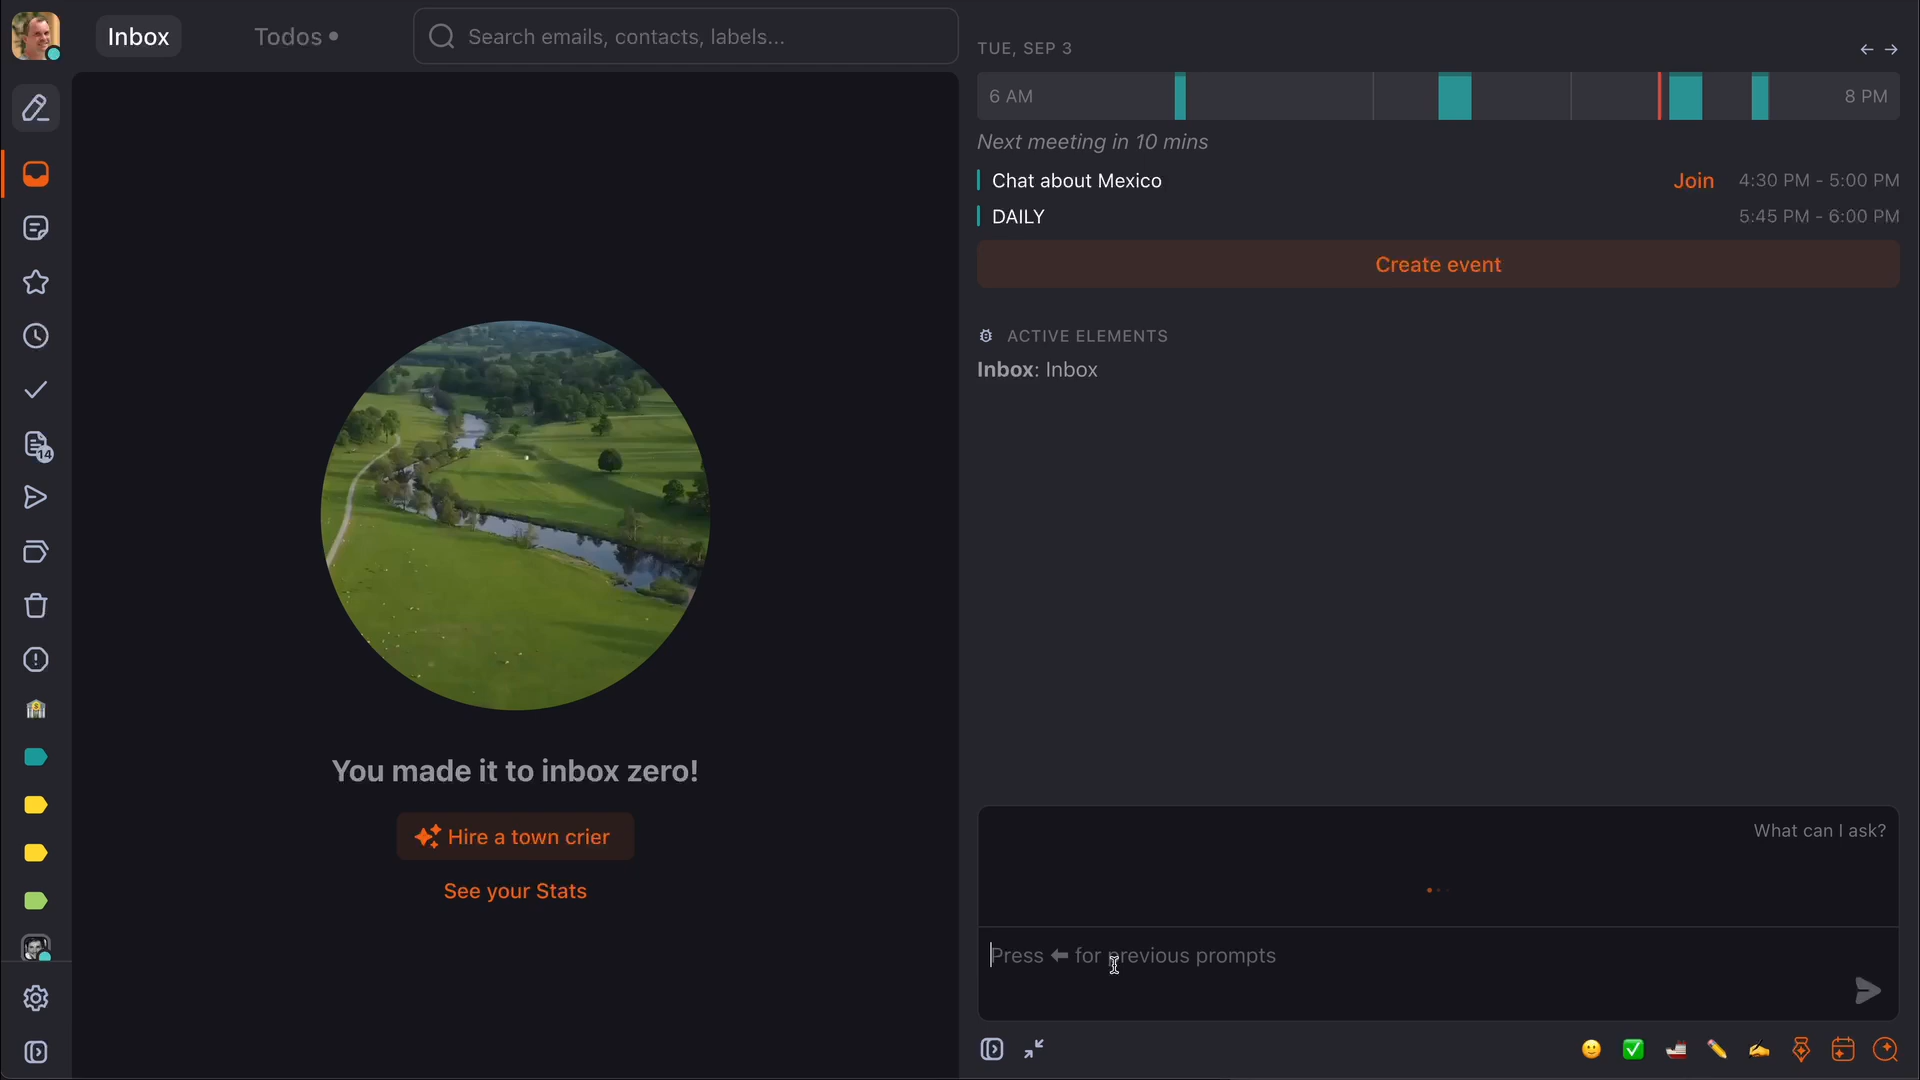 Inbox
Todos
Search emails, contacts, labels...
TUE, SEP 3
6 AM
8 PM
Next meeting in 10 mins
Chat about Mexico
Join
4:30 PM - 5:00 PM
DAILY
5:45 PM - 6:00 PM
Create event
ACTIVE ELEMENTS
Inbox: Inbox
14
You made it to inbox zero!
Hire a town crier
See your Stats
What can I ask?
Press ⬅ for previous prompts